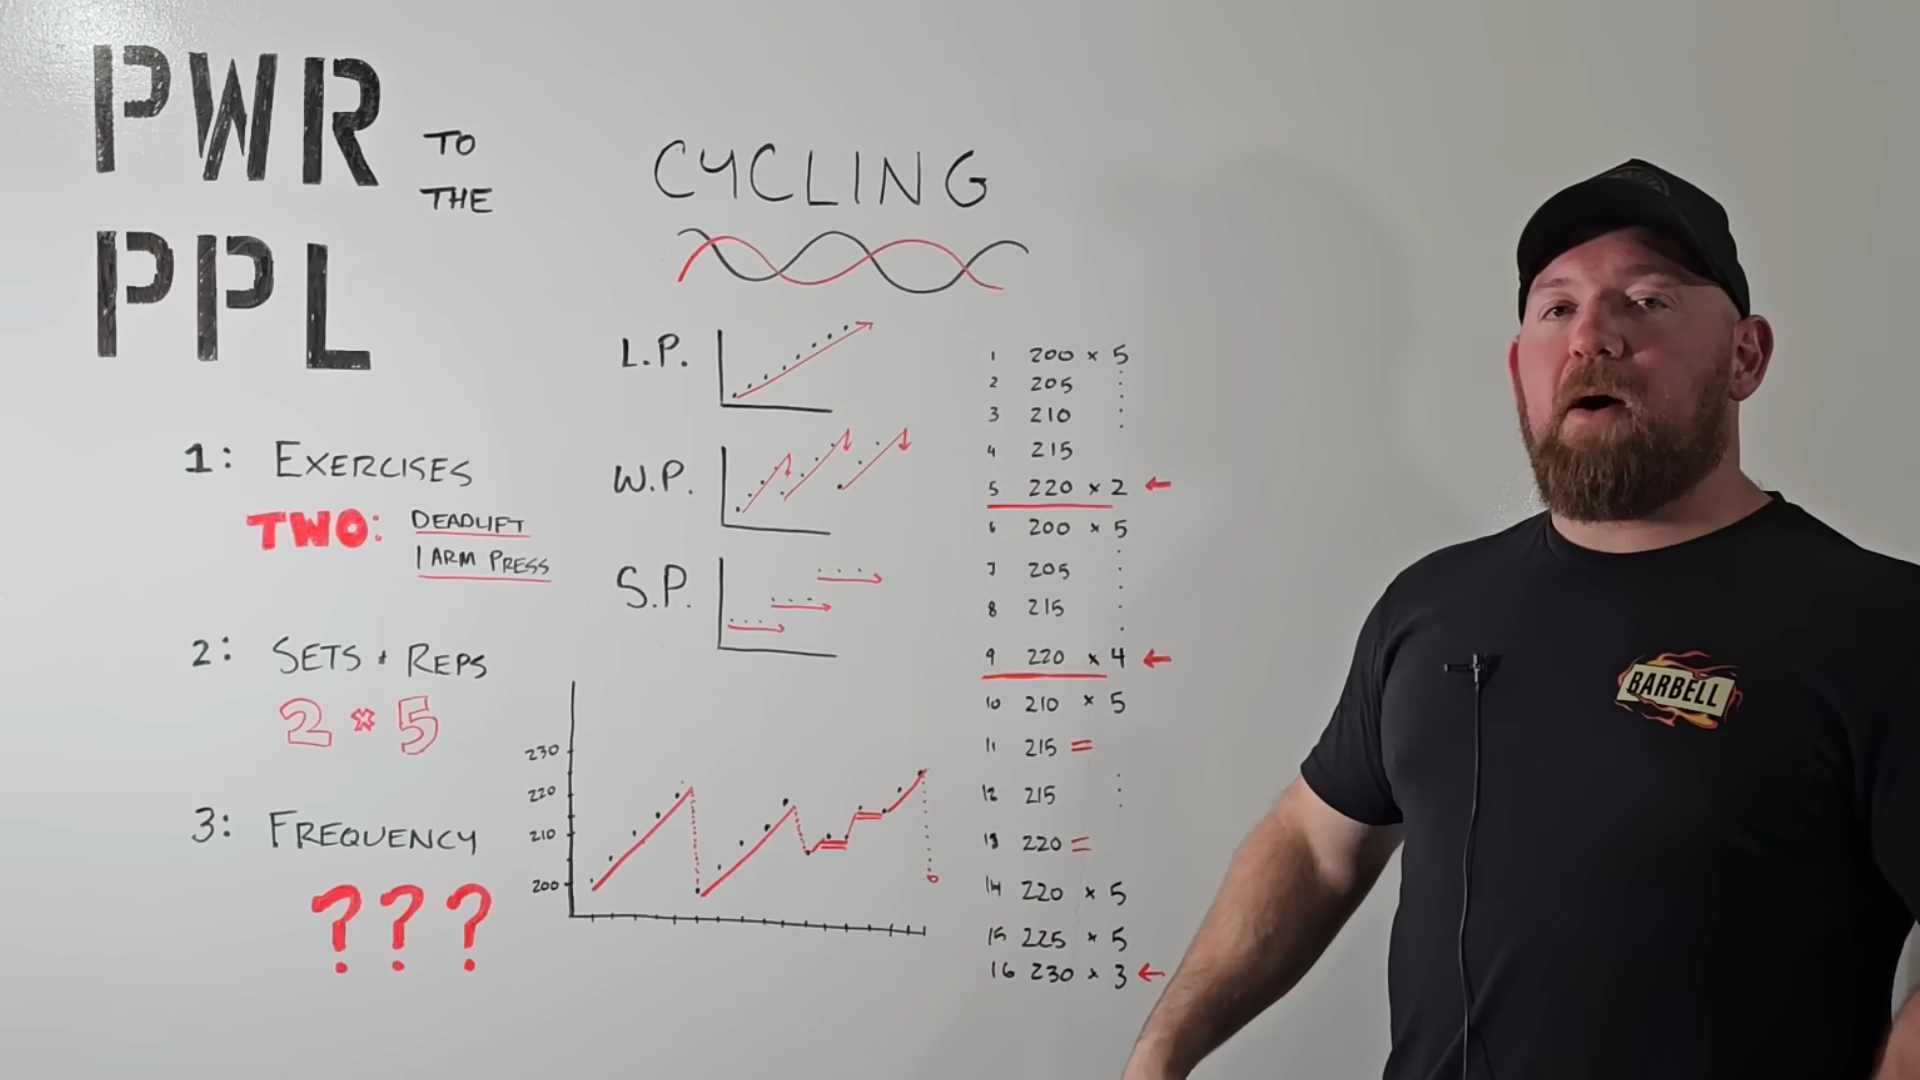 PWR
TO
THE
PPL
1: EXERCISES
TWO: DEADLIFT
1 ARM PRESS
2: SETS + REPS
2 * 5
3: FREQUENCY
???
CYCLING
L.P.
W.P.
S.P.
230
220
210
200
1 200 × 5
2 205
3 210
4 215
5 220 × 2 ←
6 200 × 5
7 205
8 215
9 220 × 4 ←
10 210 × 5
11 215 =
12 215
13 220 =
14 220 × 5
15 225 × 5
16 230 × 3 ←
BARBELL